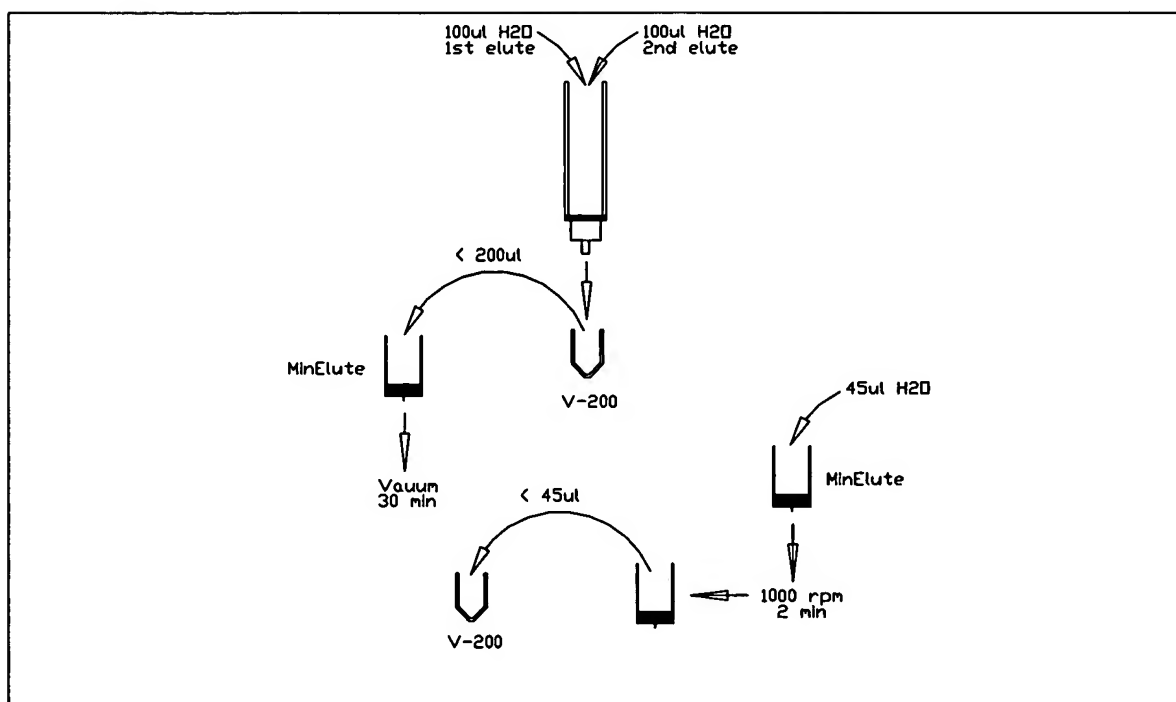 100ul H2O
1st elute
100ul H2O
2nd elute
< 200ul
MinElute
V-200
Vauum
30 min
45ul H2O
MinElute
< 45ul
1000 rpm
2 min
V-200